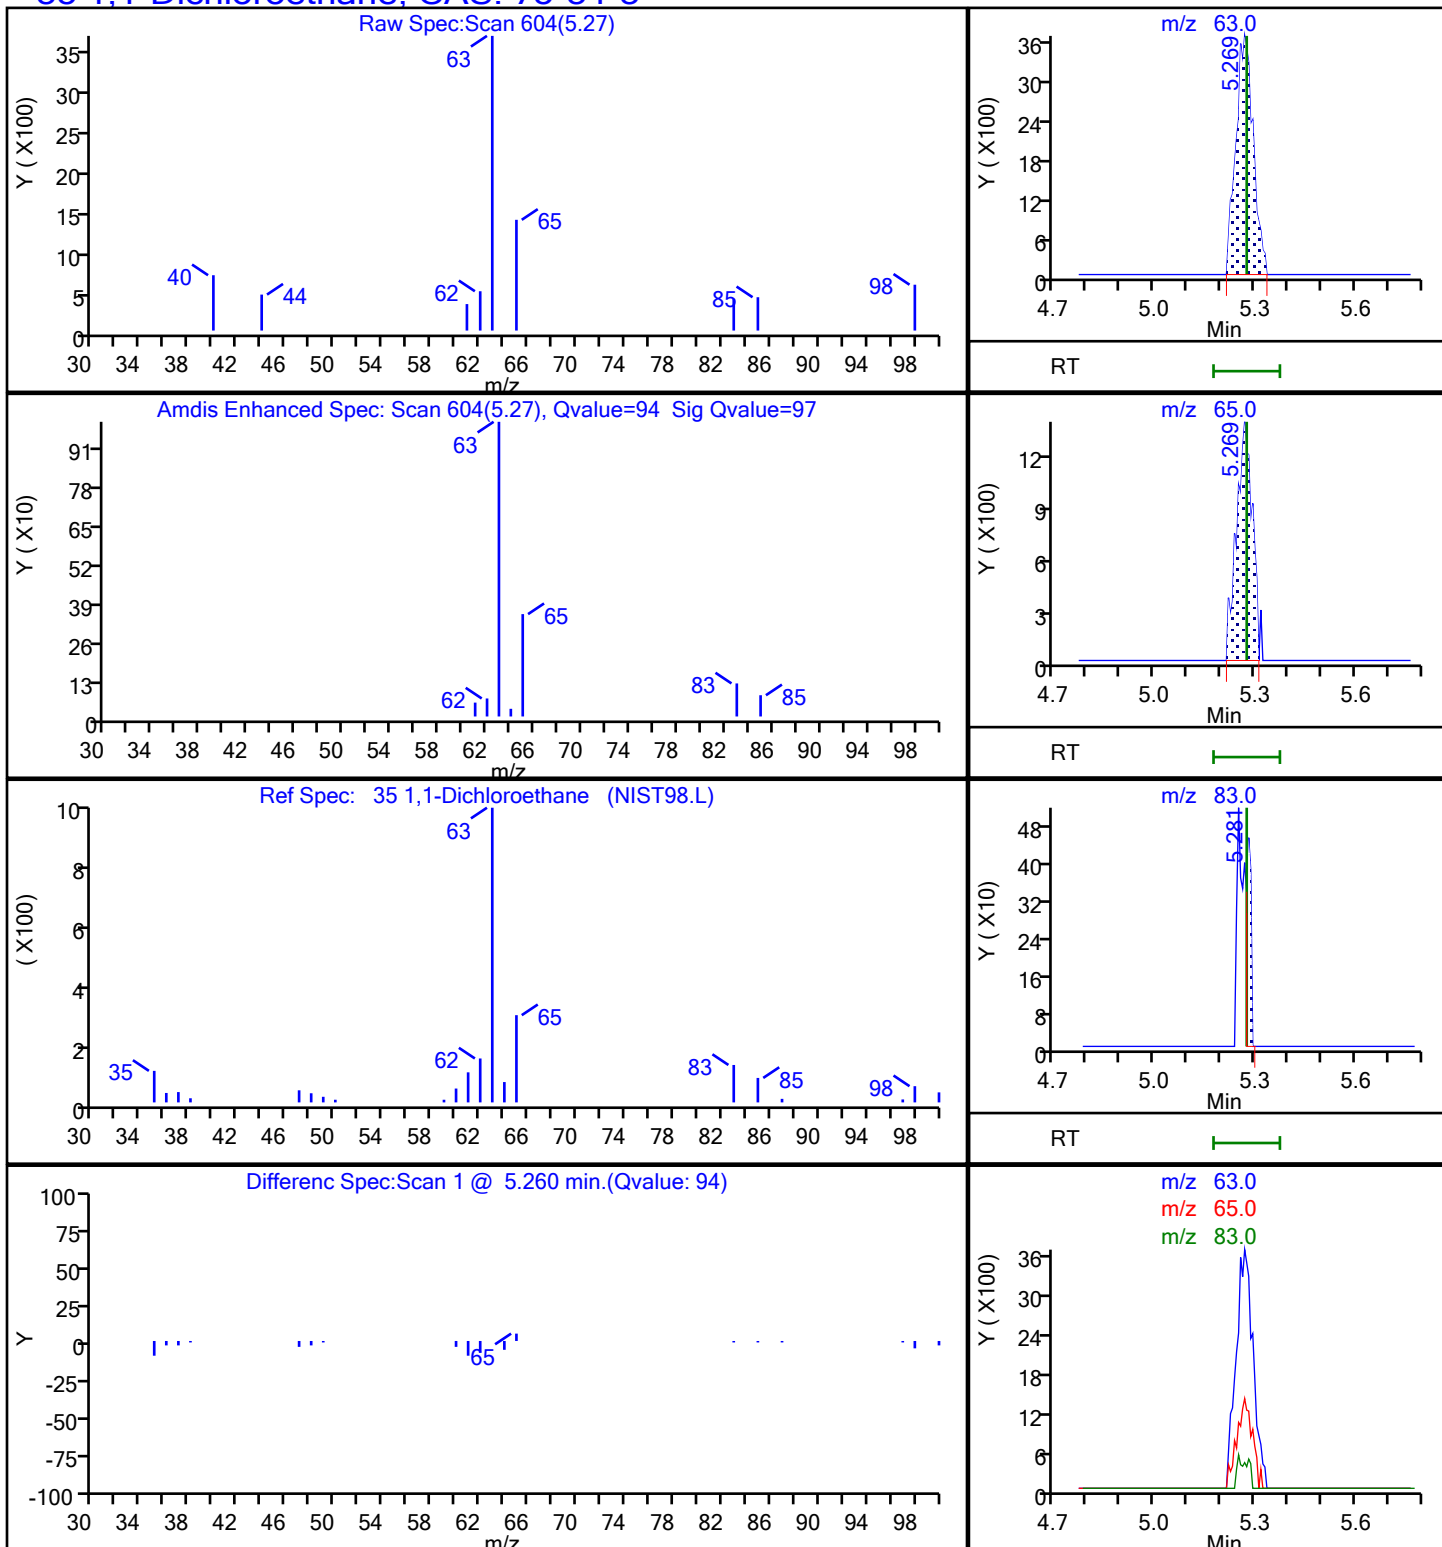 Raw Spec:Scan 604(5.27)
Y ( X100)
35
30
25
20
15
10
5
0
63
65
40
44
62
85
98
30 34 38 42 46 50 54 58 62 66 70 74 78 82 86 90 94 98
m/z
m/z 63.0
Y ( X100)
36
30
24
18
12
6
0
5.269
4.7 5.0 5.3 5.6
Min
RT
Amdis Enhanced Spec: Scan 604(5.27), Qvalue=94 Sig Qvalue=97
Y ( X10)
91
78
65
52
39
26
13
0
63
65
62
83
85
30 34 38 42 46 50 54 58 62 66 70 74 78 82 86 90 94 98
m/z
m/z 65.0
Y ( X100)
12
9
6
3
0
5.269
4.7 5.0 5.3 5.6
Min
RT
Ref Spec: 35 1,1-Dichloroethane (NIST98.L)
( X100)
10
8
6
4
2
0
63
65
35
62
83
85
98
30 34 38 42 46 50 54 58 62 66 70 74 78 82 86 90 94 98
m/z 83.0
Y ( X10)
48
40
32
24
16
8
0
5.281
4.7 5.0 5.3 5.6
Min
RT
Differenc Spec:Scan 1 @ 5.260 min.(Qvalue: 94)
Y
100
75
50
25
0
-25
-50
-75
-100
65
30 34 38 42 46 50 54 58 62 66 70 74 78 82 86 90 94 98
m/z
m/z 63.0
m/z 65.0
m/z 83.0
Y ( X100)
36
30
24
18
12
6
0
4.7 5.0 5.3 5.6
Min